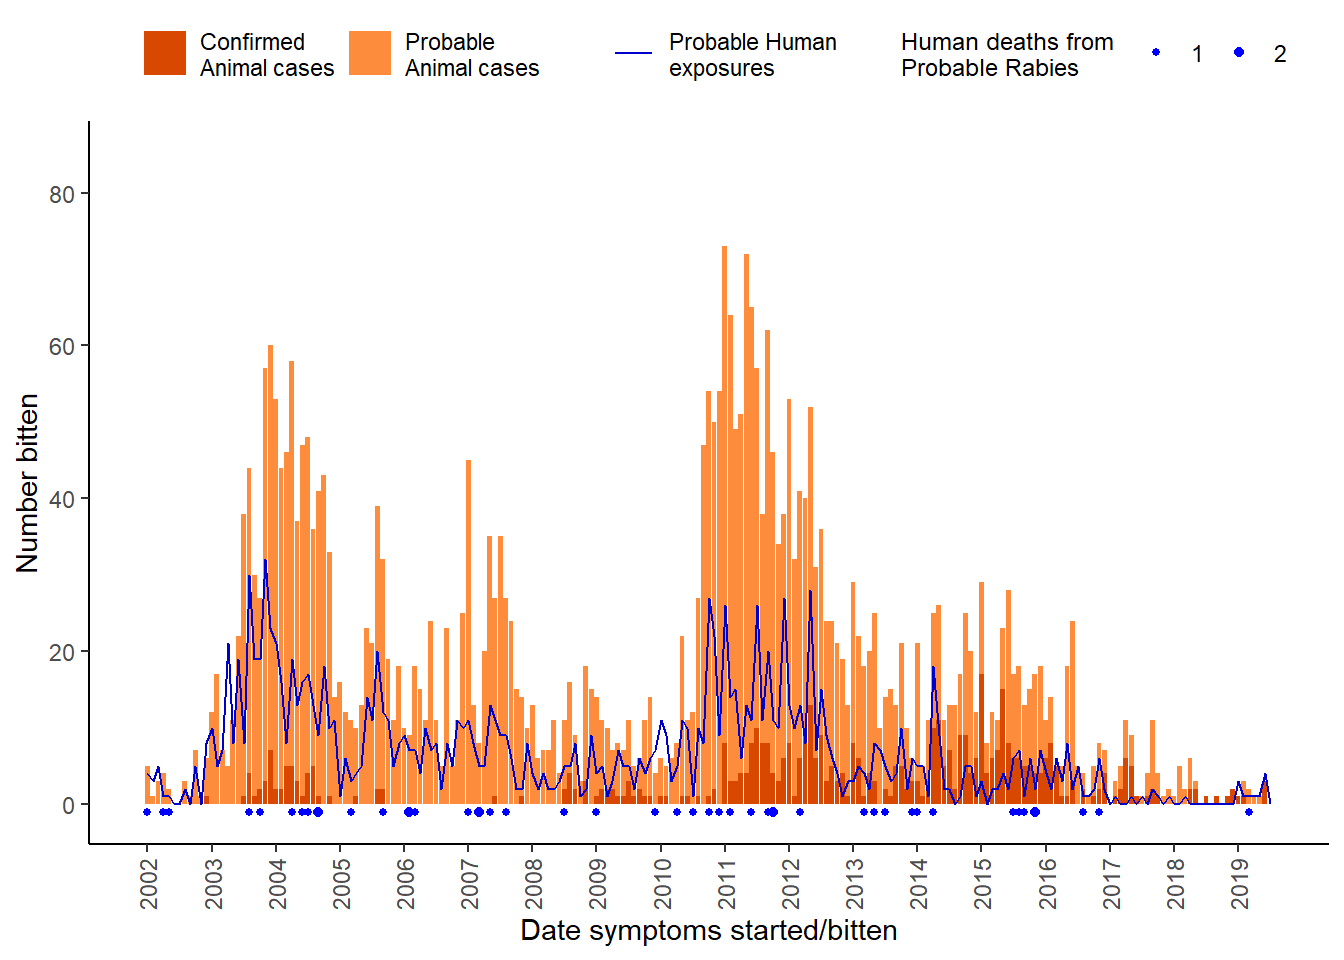 Confirmed
Animal cases
Probable
Animal cases
Probable Human
exposures
Human deaths from
Probable Rabies
1
2
80
60
40
20
0
Number bitten
2002
2003
2004
2005
2006
2007
2008
2009
2010
2011
2012
2013
2014
2015
2016
2017
2018
2019
Date symptoms started/bitten